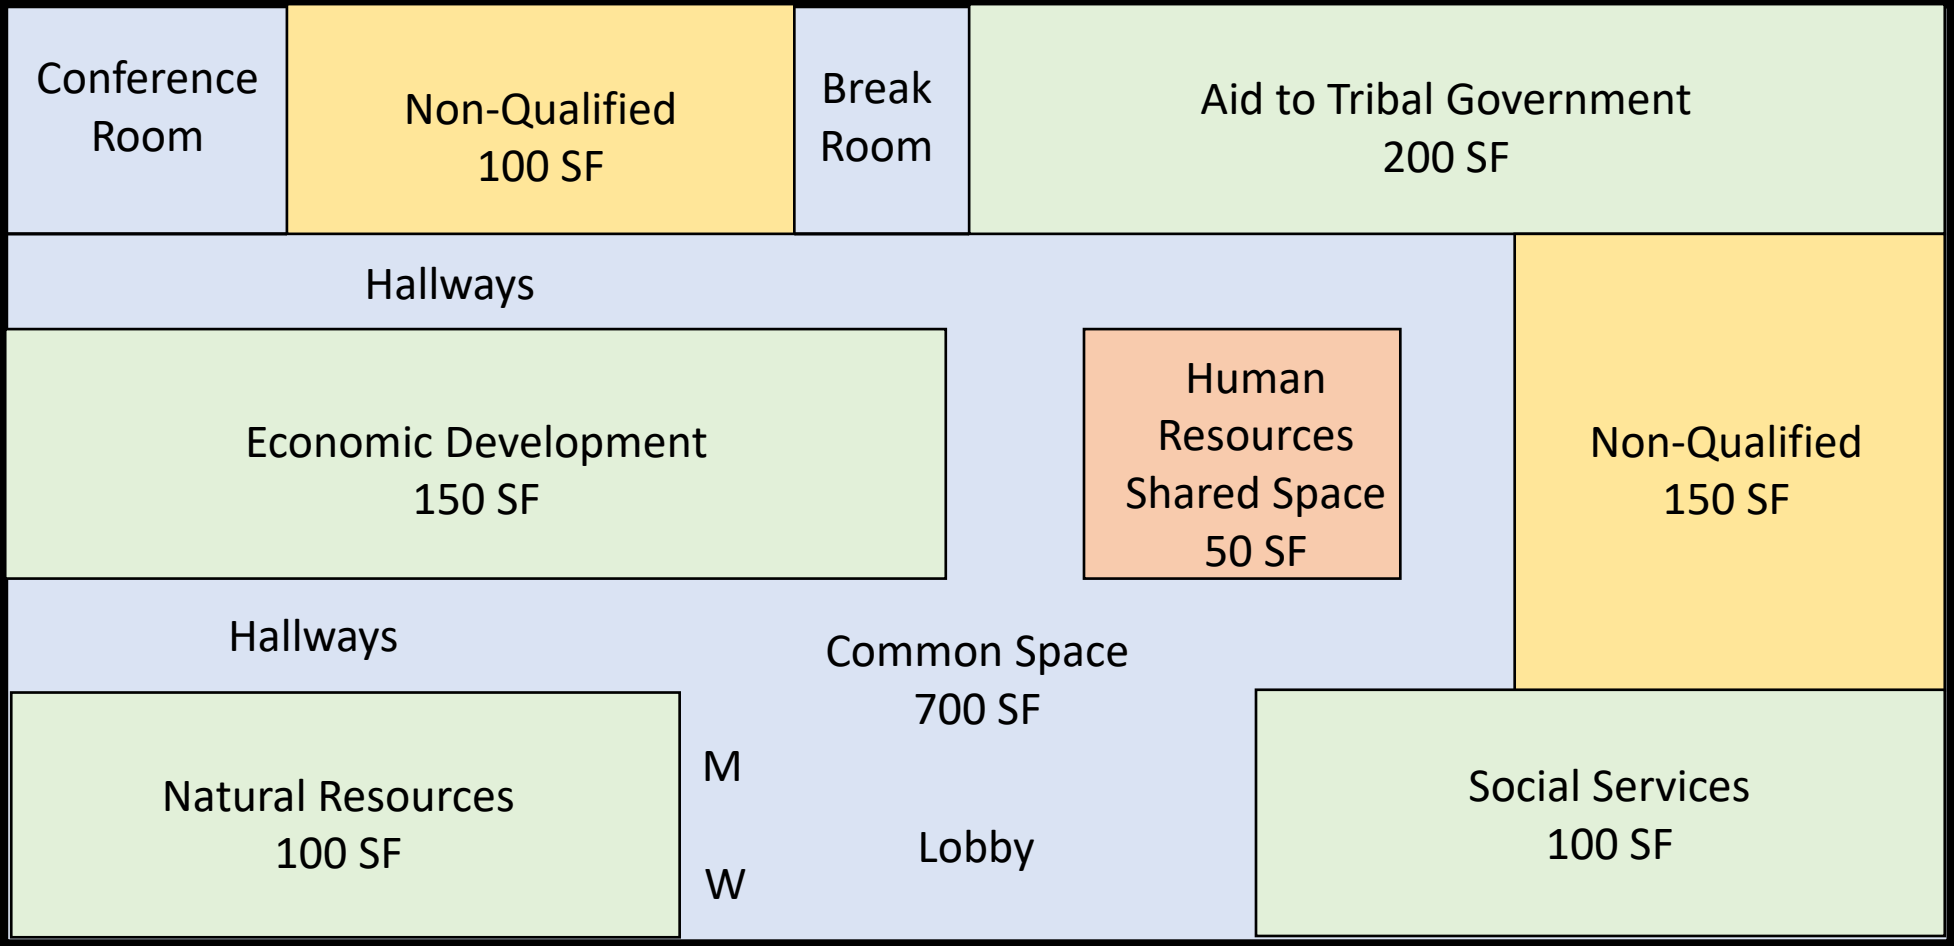 Conference
Room
Non-Qualified
100 SF
Break
Room
Aid to Tribal Government
200 SF
Hallways
Economic Development
150 SF
Human
Resources
Shared Space
50 SF
Non-Qualified
150 SF
Hallways
Common Space
700 SF
Natural Resources
100 SF
M
W
Lobby
Social Services
100 SF